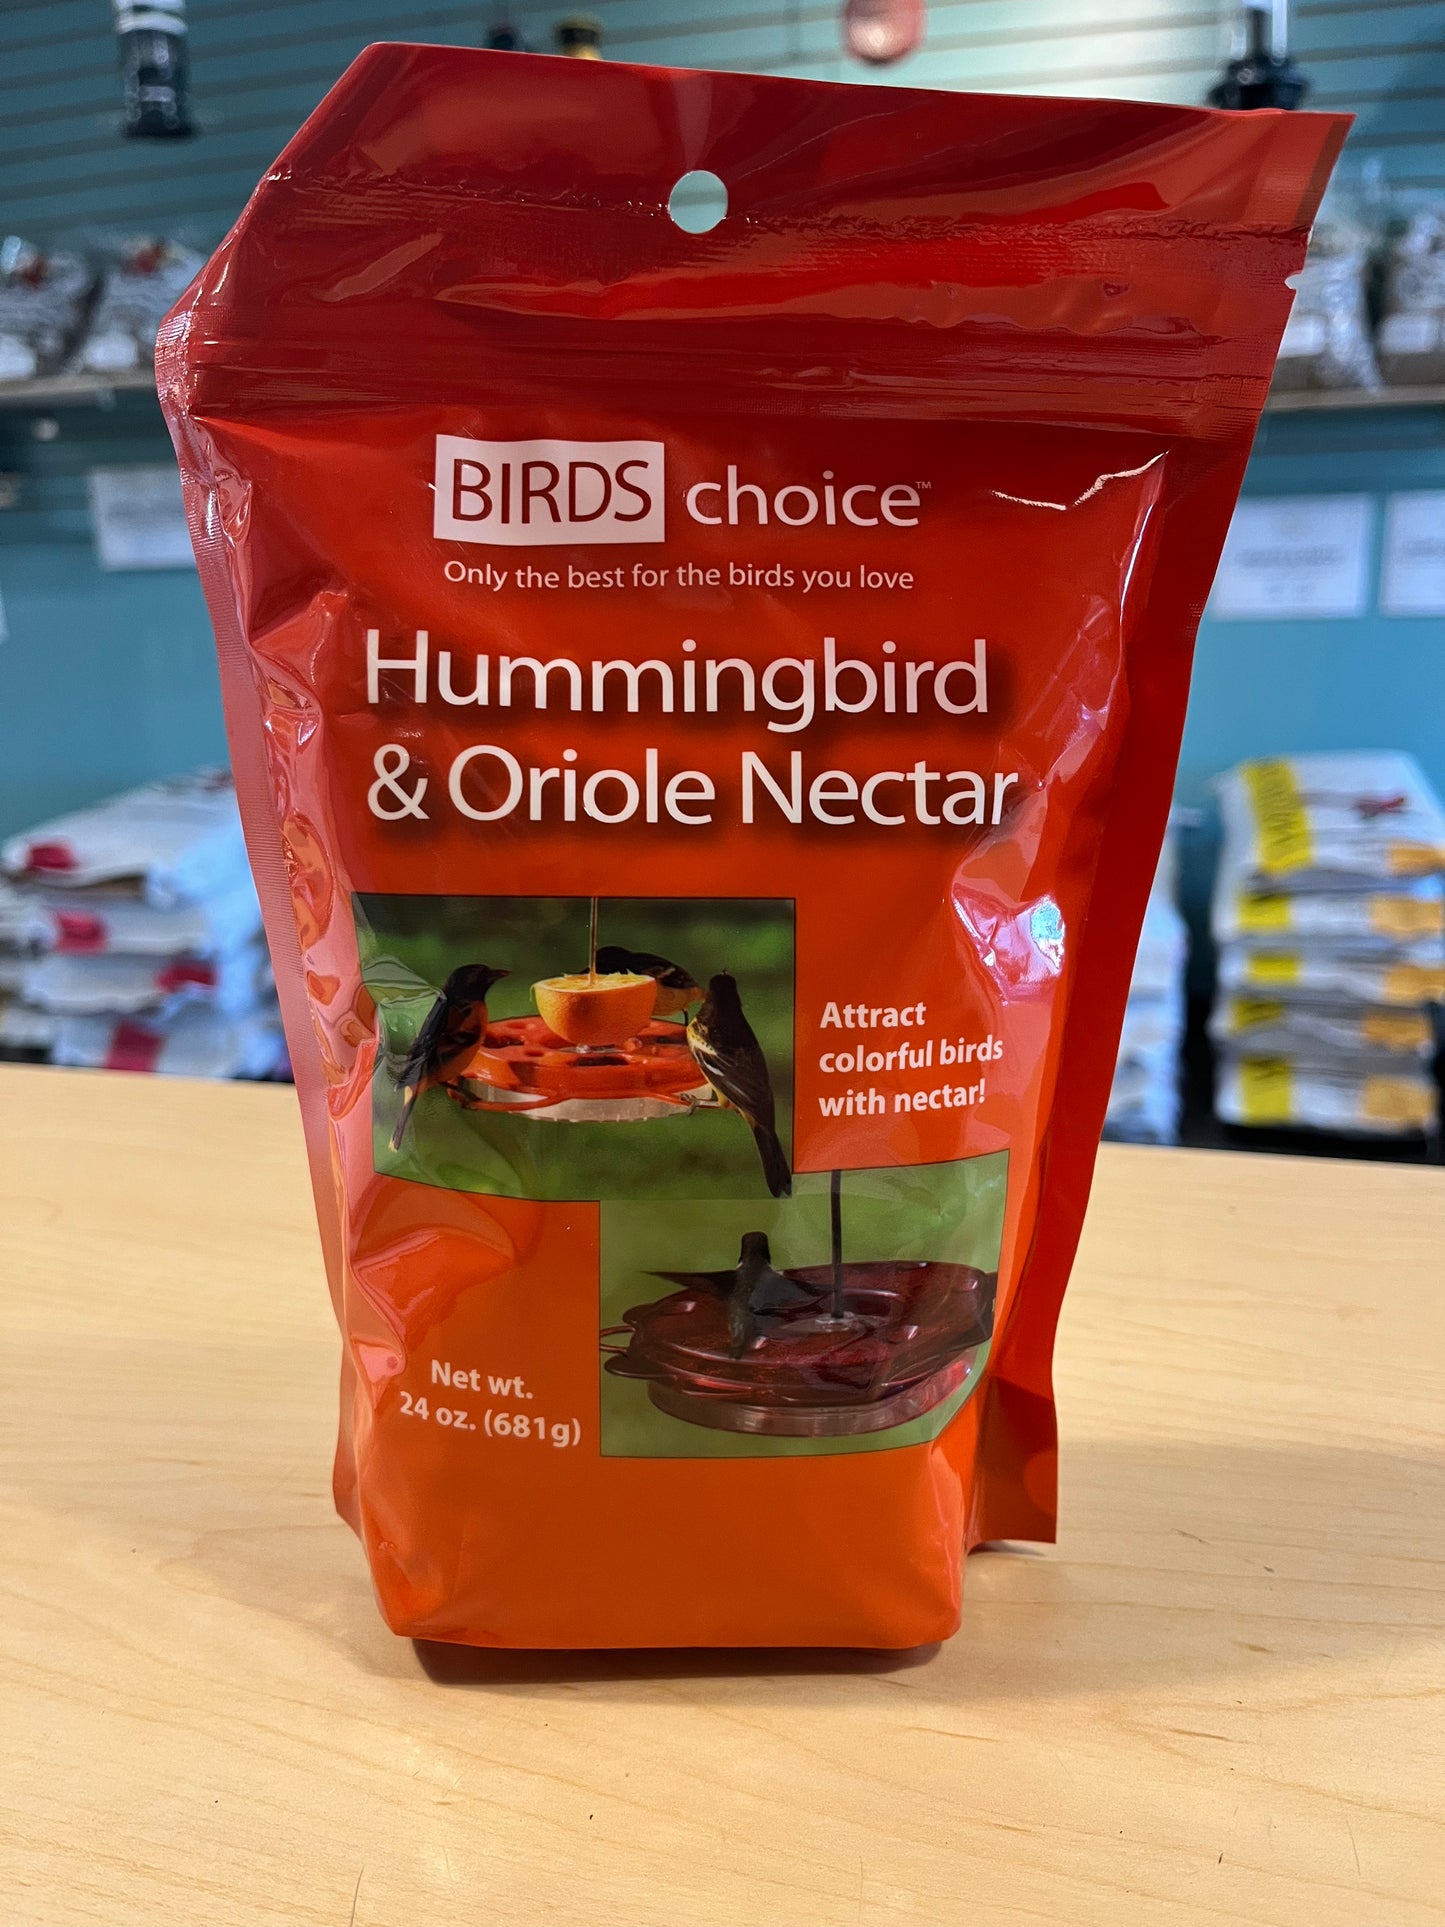 BIRDS choice™
Only the best for the birds you love
Hummingbird
& Oriole Nectar
Attract
colorful birds
with nectar!
Net wt.
24 oz. (681g)